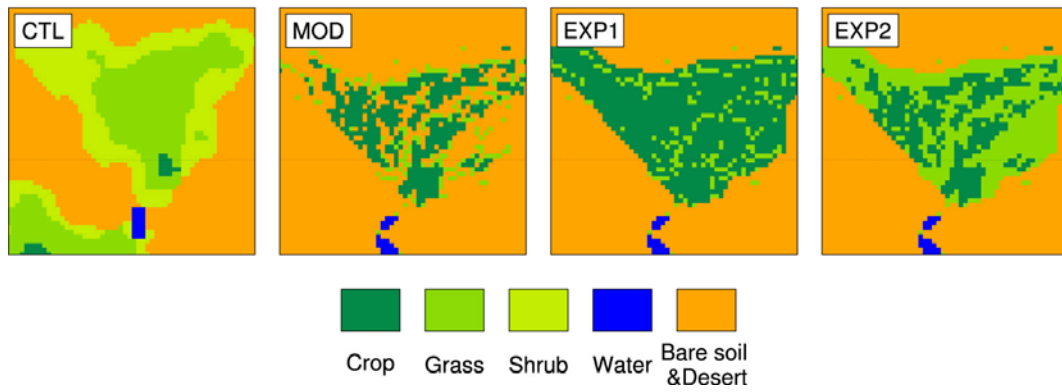 CTL
MOD
EXP1
EXP2
Crop
Grass
Shrub
Water
Bare soil
&Desert